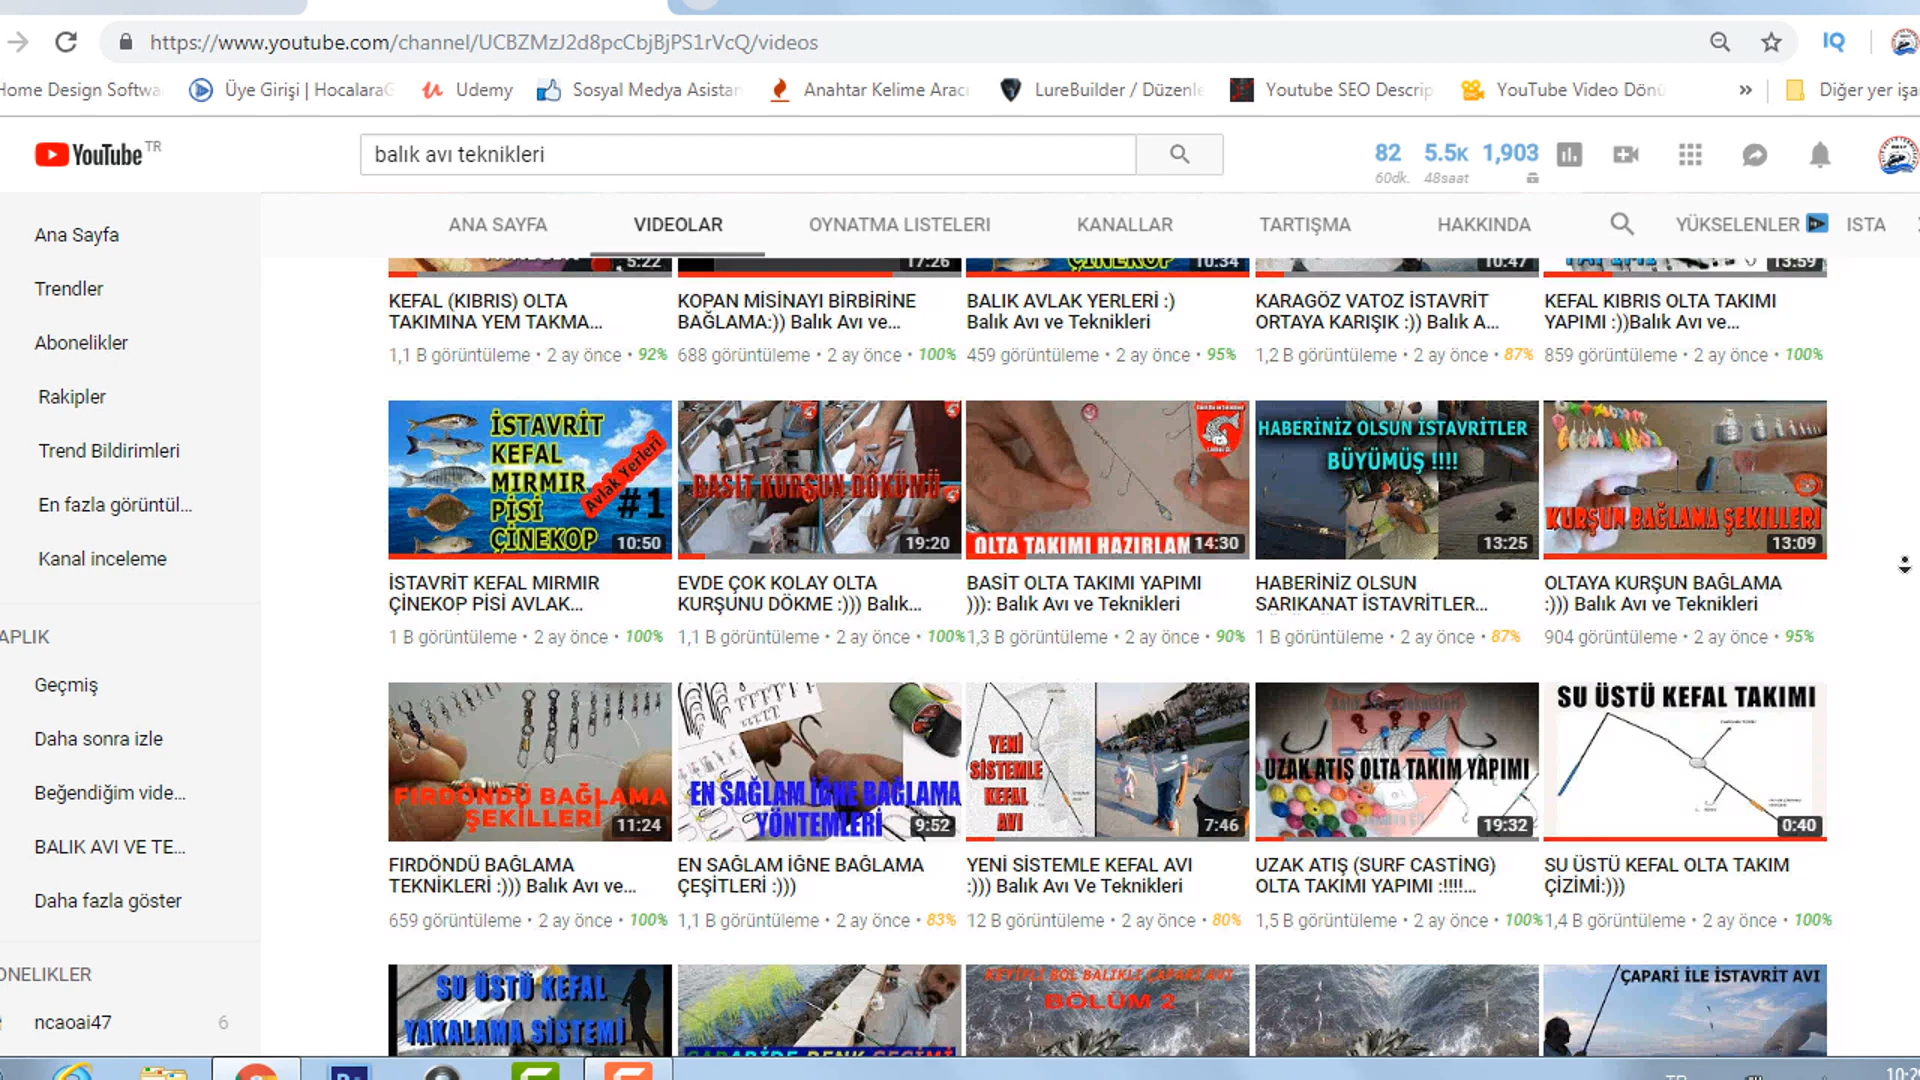 https://www.youtube.com/channel/UCBZMzJ2d8pcCbjBjPS1rVcQ/videos
IQ
Home Design Softwa
Üye Girişi | HocalaraG
Udemy
Sosyal Medya Asistan
Anahtar Kelime Aracı
LureBuilder / Düzenle
Youtube SEO Descrip
YouTube Video Dönü
»
Diğer yer işa
YouTube TR
balık avı teknikleri
82 5.5K 1,903
60dk. 48saat
ANA SAYFA VIDEOLAR OYNATMA LISTELERI KANALLAR TARTIŞMA HAKKINDA YÜKSELENLER ISTA
Ana Sayfa
Trendler
Abonelikler
Rakipler
Trend Bildirimleri
En fazla görüntül...
Kanal inceleme
APLIK
Geçmiş
Daha sonra izle
Beğendiğim vide...
BALIK AVI VE TE...
Daha fazla göster
ONELIKLER
ncaoai47 6
5:22 17:26 ÇİNEKOP 10:34 10:47 13:59
KEFAL (KIBRIS) OLTA
TAKIMINA YEM TAKMA...
1,1 B görüntüleme • 2 ay önce • 92%
KOPAN MİSİNAYI BİRBİRİNE
BAĞLAMA:)) Balık Avı ve...
688 görüntüleme • 2 ay önce • 100%
BALIK AVLAK YERLERİ :)
Balık Avı ve Teknikleri
459 görüntüleme • 2 ay önce • 95%
KARAGÖZ VATOZ İSTAVRİT
ORTAYA KARIŞIK :)) Balık A...
1,2 B görüntüleme • 2 ay önce • 87%
KEFAL KIBRIS OLTA TAKIMI
YAPIMI :))Balık Avı ve...
859 görüntüleme • 2 ay önce • 100%
İSTAVRİT
KEFAL
MIRMIR
PİSİ
ÇİNEKOP
Avlak Yerleri
#1
10:50
BASİT KURŞUN DÖKÜMÜ
19:20
OLTA TAKIMI HAZIRLAM
14:30
HABERİNİZ OLSUN İSTAVRİTLER
BÜYÜMÜŞ !!!!
13:25
KURŞUN BAĞLAMA ŞEKİLLERİ
13:09
İSTAVRİT KEFAL MIRMIR
ÇİNEKOP PİSİ AVLAK...
1 B görüntüleme • 2 ay önce • 100%
EVDE ÇOK KOLAY OLTA
KURŞUNU DÖKME :))) Balık...
1,1 B görüntüleme • 2 ay önce • 100%
BASİT OLTA TAKIMI YAPIMI
))): Balık Avı ve Teknikleri
1,3 B görüntüleme • 2 ay önce • 90%
HABERİNİZ OLSUN
SARIKANAT İSTAVRİTLER...
1 B görüntüleme • 2 ay önce • 87%
OLTAYA KURŞUN BAĞLAMA
:))) Balık Avı ve Teknikleri
904 görüntüleme • 2 ay önce • 95%
FIRDÖNDÜ BAĞLAMA
ŞEKİLLERİ
11:24
EN SAĞLAM İĞNE BAĞLAMA
YÖNTEMLERİ
9:52
YENİ
SİSTEMLE
KEFAL
AVI
7:46
UZAK ATIŞ OLTA TAKIM YAPIMI
19:32
SU ÜSTÜ KEFAL TAKIMI
0:40
FIRDÖNDÜ BAĞLAMA
TEKNİKLERİ :))) Balık Avı ve...
659 görüntüleme • 2 ay önce • 100%
EN SAĞLAM İĞNE BAĞLAMA
ÇEŞİTLERİ :)))
1,1 B görüntüleme • 2 ay önce • 83%
YENİ SİSTEMLE KEFAL AVI
:))) Balık Avı Ve Teknikleri
12 B görüntüleme • 2 ay önce • 80%
UZAK ATIŞ (SURF CASTİNG)
OLTA TAKIMI YAPIMI :!!!!...
1,5 B görüntüleme • 2 ay önce • 100%
SU ÜSTÜ KEFAL OLTA TAKIM
ÇİZİMİ:)))
1,4 B görüntüleme • 2 ay önce • 100%
SU ÜSTÜ KEFAL
YAKALAMA SİSTEMİ
KEYİFLİ BOL BALIKLI ÇAPARİ AVI
BÖLÜM 2
ÇAPARİ İLE İSTAVRİT AVI